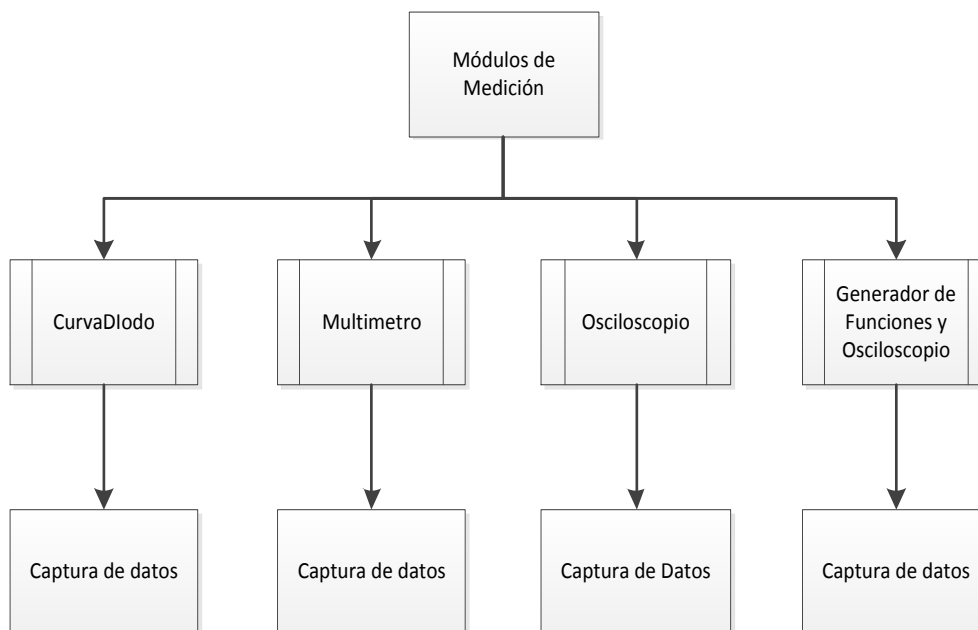 Módulos de
Medición
CurvaDIodo
Multimetro
Osciloscopio
Generador de
Funciones y
Osciloscopio
Captura de datos
Captura de datos
Captura de Datos
Captura de datos